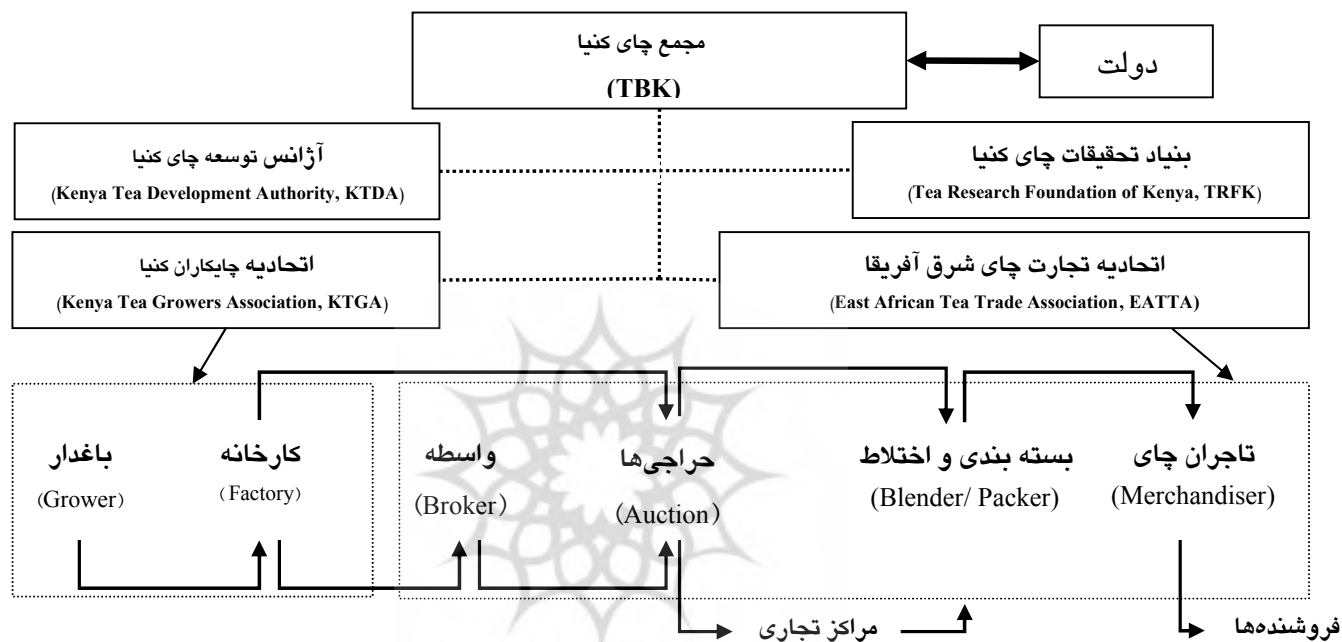 مجمع چای کنیا
(TBK)
دولت
آژانس توسعه چای کنیا
(Kenya Tea Development Authority, KTDA)
بنیاد تحقیقات چای کنیا
(Tea Research Foundation of Kenya, TRFK)
اتحادیه چایکاران کنیا
(Kenya Tea Growers Association, KTGA)
اتحادیه تجارت چای شرق آفریقا
(East African Tea Trade Association, EATTA)
باغدار
(Grower)
کارخانه
(Factory)
واسطه
(Broker)
حراجی‌ها
(Auction)
بسته بندی و اختلاط
(Blender/ Packer)
تاجران چای
(Merchandiser)
مراکز تجاری
فروشنده‌ها